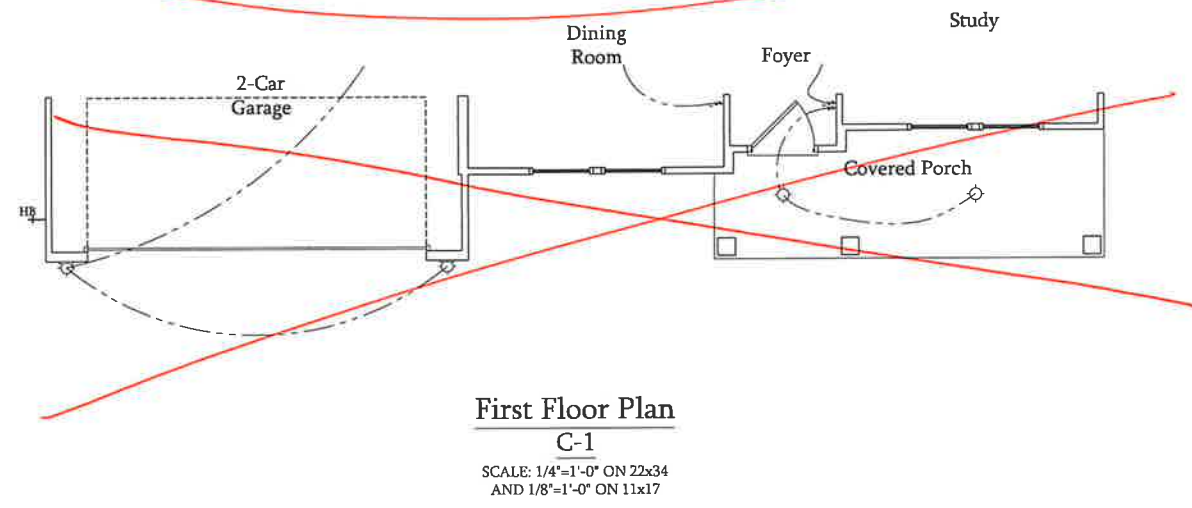 Study
Dining
Room
Foyer
2-Car
Garage
Covered Porch
HB
First Floor Plan
C-1
SCALE: 1/4"=1'-0" ON 22x34
AND 1/8"=1'-0" ON 11x17